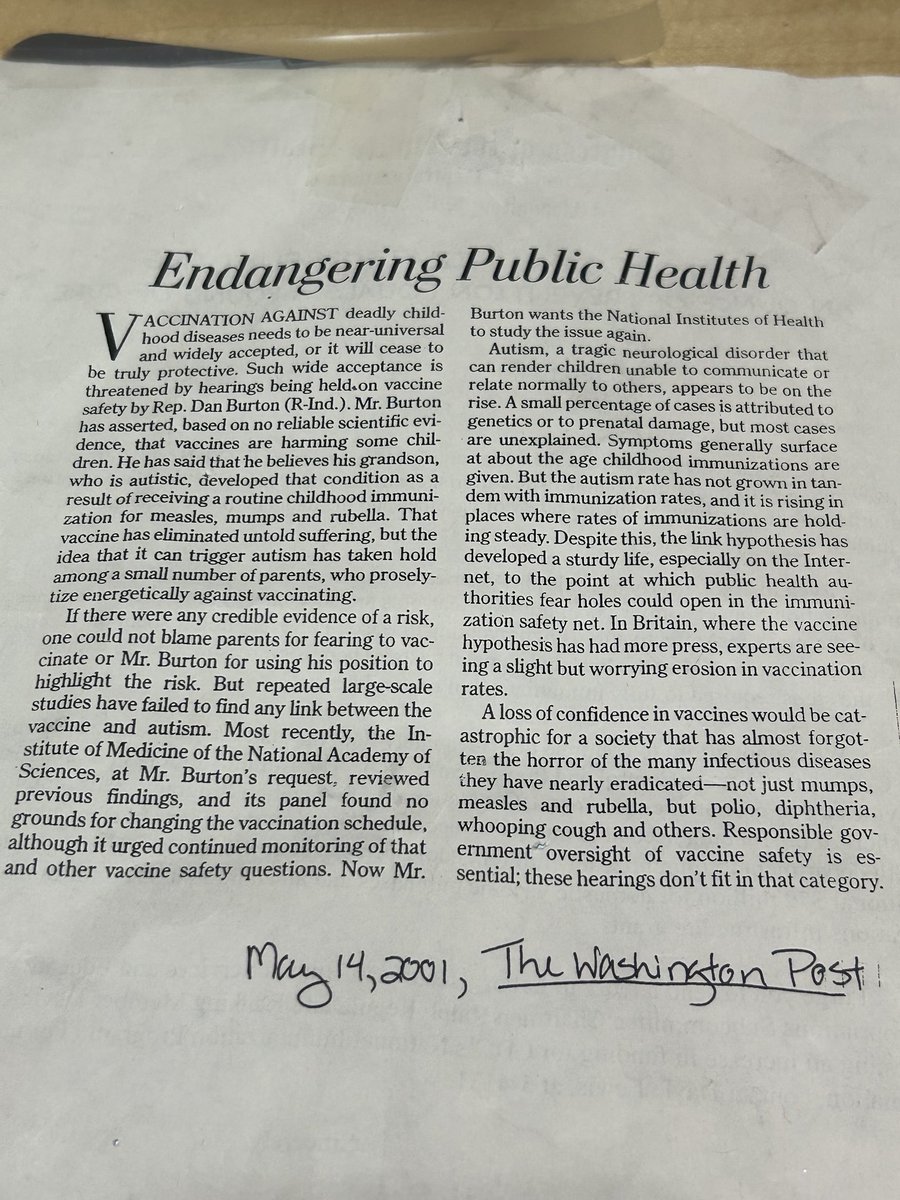 Endangering Public Health
VACCINATION AGAINST deadly child-
hood diseases needs to be near-universal
and widely accepted, or it will cease to
be truly protective. Such wide acceptance is
threatened by hearings being held on vaccine
safety by Rep. Dan Burton (R-Ind.). Mr. Burton
has asserted, based on no reliable scientific evi-
dence, that vaccines are harming some chil-
dren. He has said that he believes his grandson,
who is autistic, developed that condition as a
result of receiving a routine childhood immuni-
zation for measles, mumps and rubella. That
vaccine has eliminated untold suffering, but the
idea that it can trigger autism has taken hold
among a small number of parents, who prosely-
tize energetically against vaccinating.
If there were any credible evidence of a risk,
one could not blame parents for fearing to vac-
cinate or Mr. Burton for using his position to
highlight the risk. But repeated large-scale
studies have failed to find any link between the
vaccine and autism. Most recently, the In-
stitute of Medicine of the National Academy of
Sciences, at Mr. Burton's request, reviewed
previous findings, and its panel found no
grounds for changing the vaccination schedule,
although it urged continued monitoring of that
and other vaccine safety questions. Now Mr.
Burton wants the National Institutes of Health
to study the issue again.
Autism, a tragic neurological disorder that
can render children unable to communicate or
relate normally to others, appears to be on the
rise. A small percentage of cases is attributed to
genetics or to prenatal damage, but most cases
are unexplained. Symptoms generally surface
at about the age childhood immunizations are
given. But the autism rate has not grown in tan-
dem with immunization rates, and it is rising in
places where rates of immunizations are hold-
ing steady. Despite this, the link hypothesis has
developed a sturdy life, especially on the Inter-
net, to the point at which public health au-
thorities fear holes could open in the immuni-
zation safety net. In Britain, where the vaccine
hypothesis has had more press, experts are see-
ing a slight but worrying erosion in vaccination
rates.
A loss of confidence in vaccines would be cat-
astrophic for a society that has almost forgot-
ten the horror of the many infectious diseases
they have nearly eradicated—not just mumps,
measles and rubella, but polio, diphtheria,
whooping cough and others. Responsible gov-
ernment oversight of vaccine safety is es-
sential; these hearings don't fit in that category.
May 14, 2001, The Washington Post